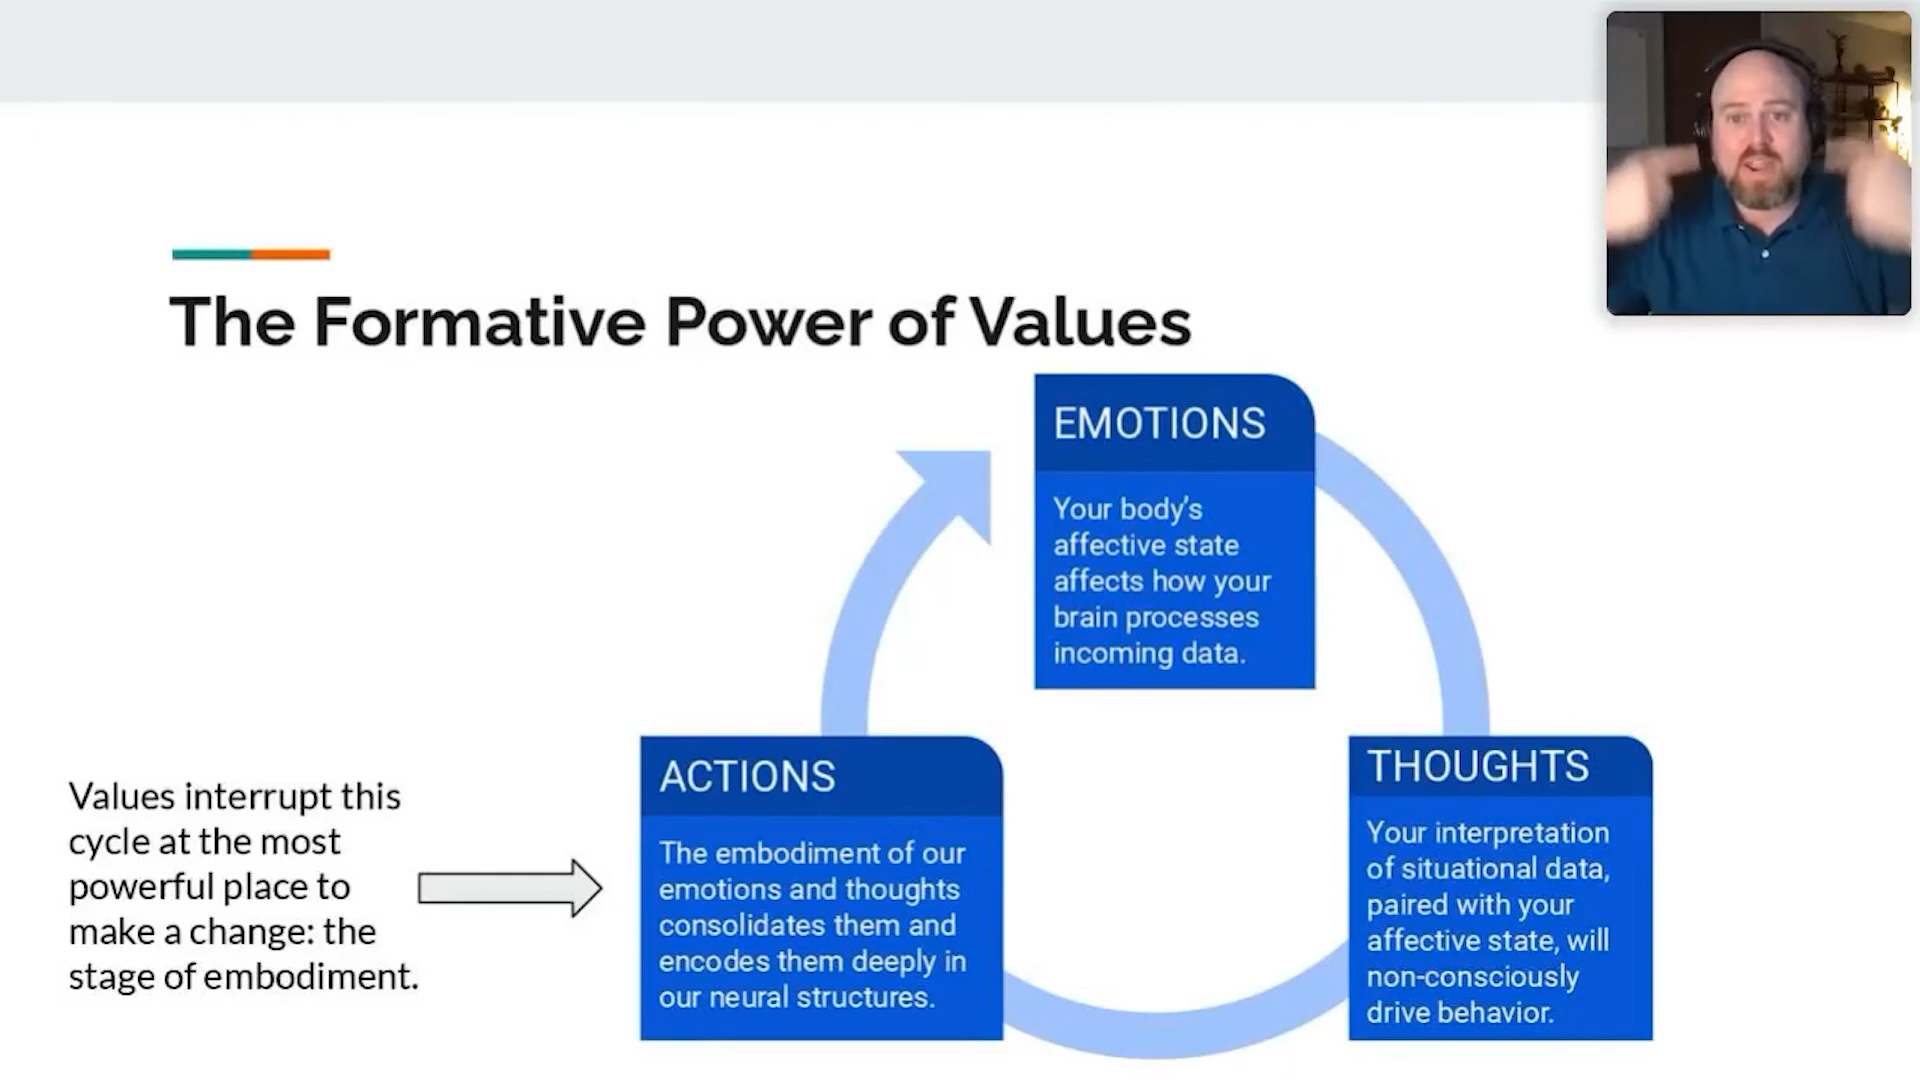 The Formative Power of Values
EMOTIONS
Your body's
affective state
affects how your
brain processes
incoming data.
THOUGHTS
Your interpretation
of situational data,
paired with your
affective state, will
non-consciously
drive behavior.
ACTIONS
The embodiment of our
emotions and thoughts
consolidates them and
encodes them deeply in
our neural structures.
Values interrupt this
cycle at the most
powerful place to
make a change: the
stage of embodiment.